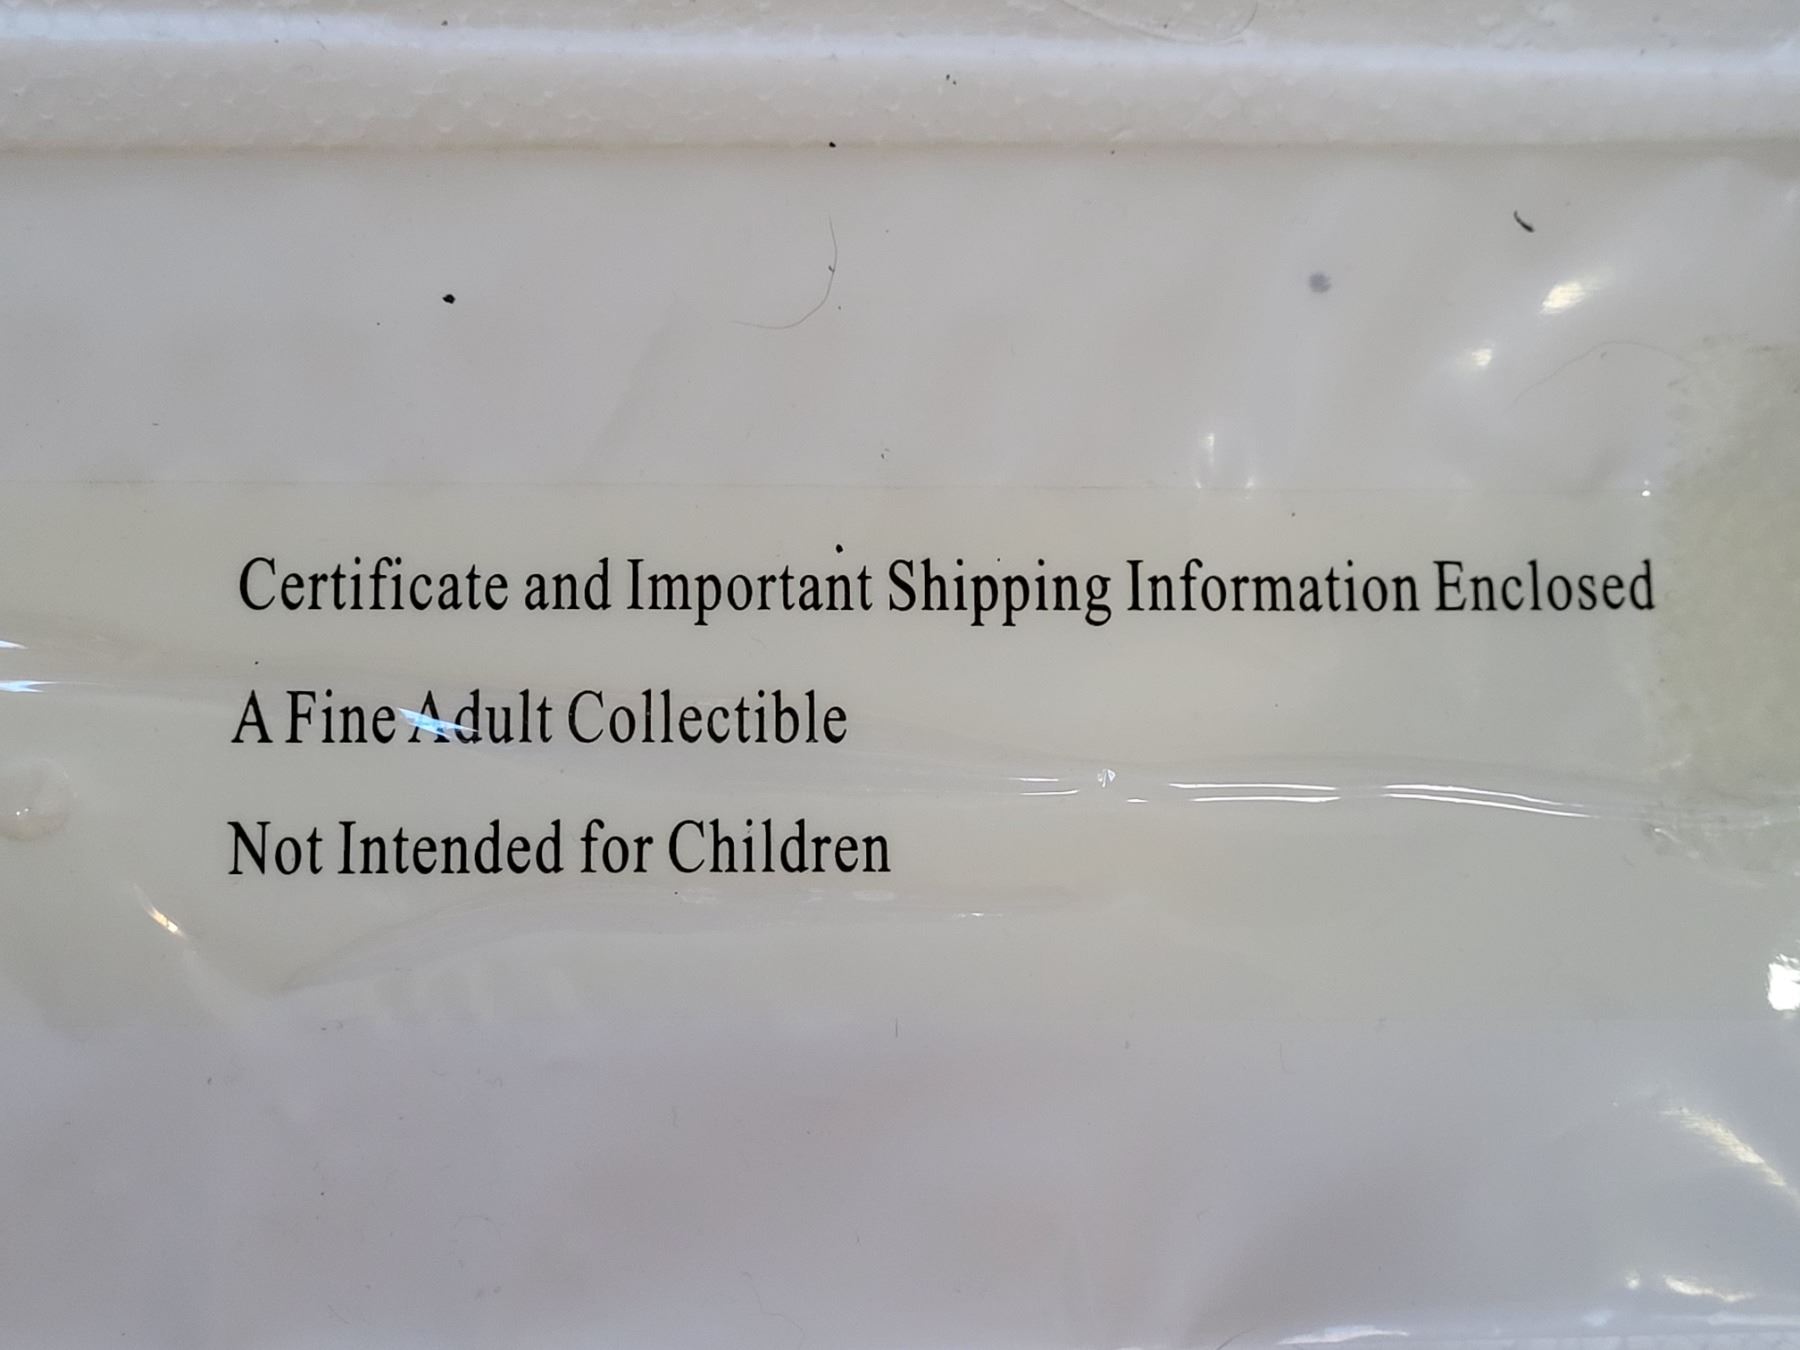 Certificate and Important Shipping Information Enclosed
A Fine Adult Collectible
Not Intended for Children